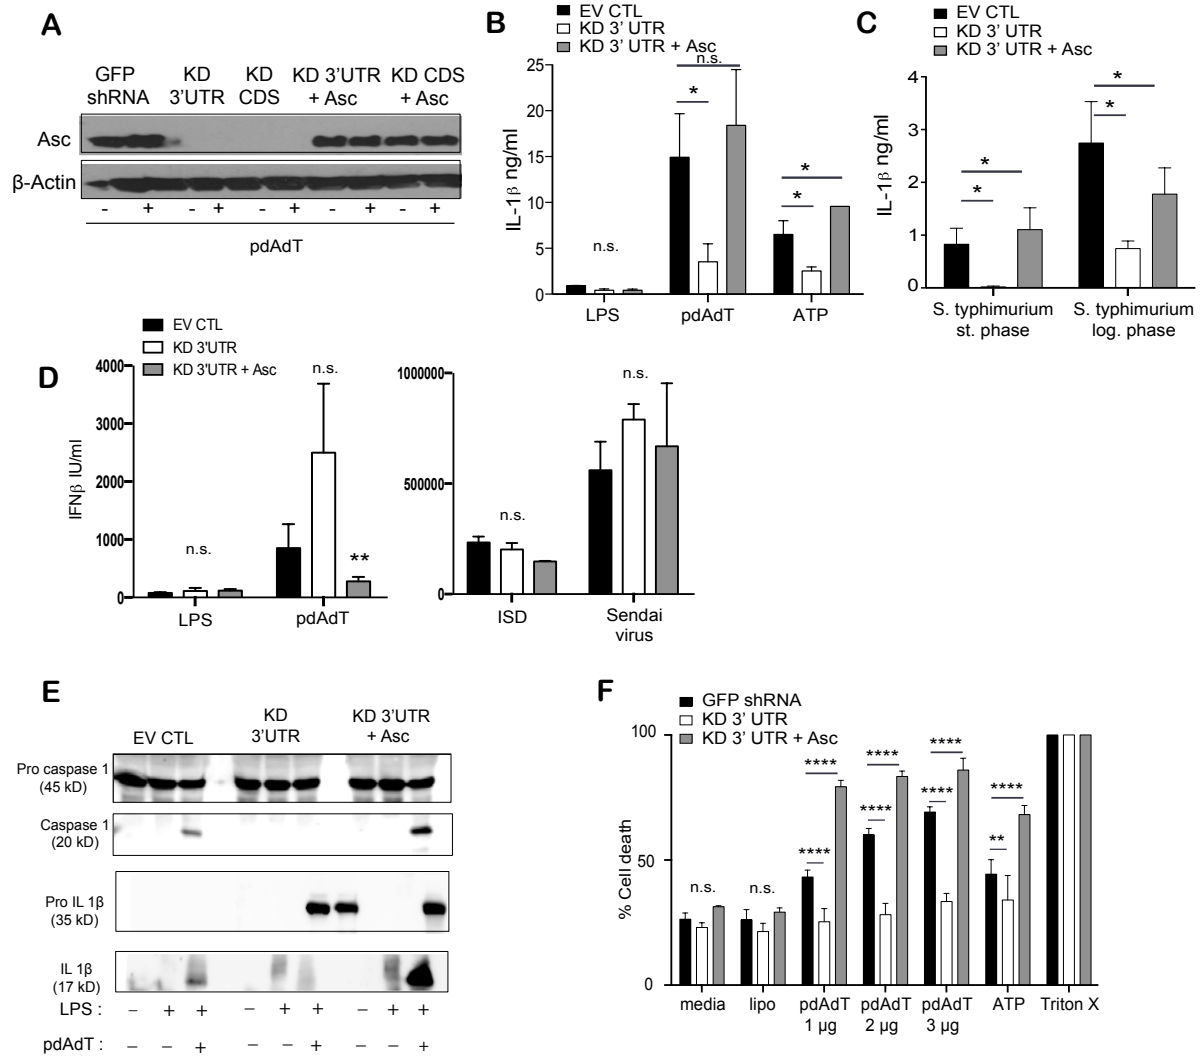 A
GFP
shRNA
KD
3'UTR
KD
CDS
KD 3'UTR
+ Asc
KD CDS
+ Asc
Asc
β-Actin
- + - + - + - + - +
pdAdT
B
EV CTL
KD 3' UTR
KD 3' UTR + Asc
IL-1β ng/ml
25
20
15
10
5
0
n.s.
*
n.s.
*
*
LPS
pdAdT
ATP
C
EV CTL
KD 3' UTR
KD 3' UTR + Asc
IL-1β ng/ml
4
3
2
1
0
*
*
*
*
S. typhimurium
st. phase
S. typhimurium
log. phase
D
EV CTL
KD 3'UTR
KD 3'UTR + Asc
IFNβ IU/ml
4000
3000
2000
1000
0
n.s.
n.s.
**
LPS
pdAdT
1000000
500000
0
n.s.
n.s.
ISD
Sendai
virus
E
EV CTL
KD
3'UTR
KD 3'UTR
+ Asc
Pro caspase 1
(45 kD)
Caspase 1
(20 kD)
Pro IL 1β
(35 kD)
IL 1β
(17 kD)
LPS : – + + – + + – + +
pdAdT : – – + – – + – – +
F
GFP shRNA
KD 3' UTR
KD 3' UTR + Asc
% Cell death
100
50
0
n.s.
n.s.
****
****
****
****
****
****
****
**
media
lipo
pdAdT
1 µg
pdAdT
2 µg
pdAdT
3 µg
ATP
Triton X